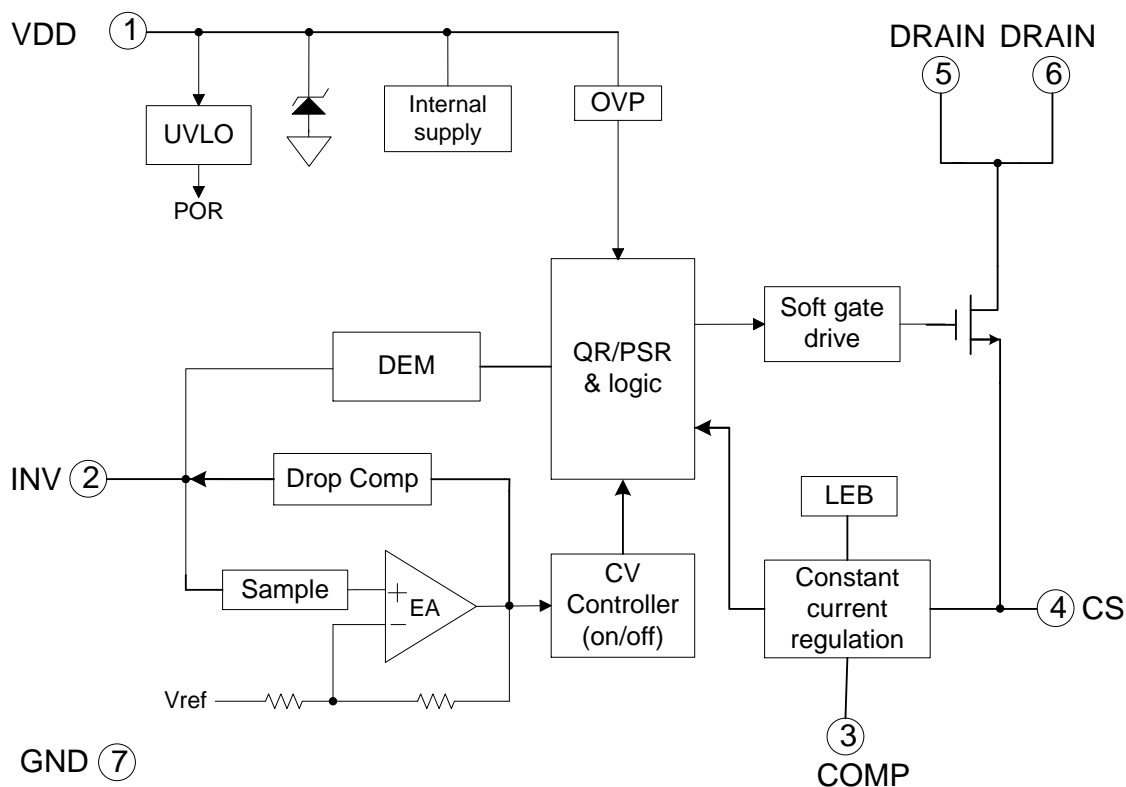 VDD 1
DRAIN DRAIN
5 6
UVLO
Internal
supply
OVP
POR
QR/PSR
& logic
Soft gate
drive
DEM
INV 2
Drop Comp
LEB
Sample
+
EA
−
CV
Controller
(on/off)
Constant
current
regulation
4 CS
Vref
3
COMP
GND 7